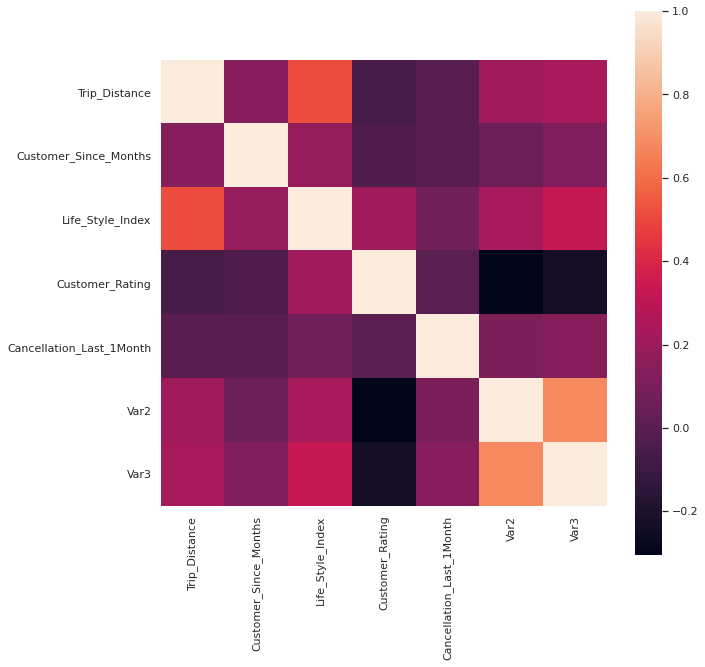 Trip_Distance
Customer_Since_Months
Life_Style_Index
Customer_Rating
Cancellation_Last_1Month
Var2
Var3
Trip_Distance
Customer_Since_Months
Life_Style_Index
Customer_Rating
Cancellation_Last_1Month
Var2
Var3
1.0
0.8
0.6
0.4
0.2
0.0
−0.2